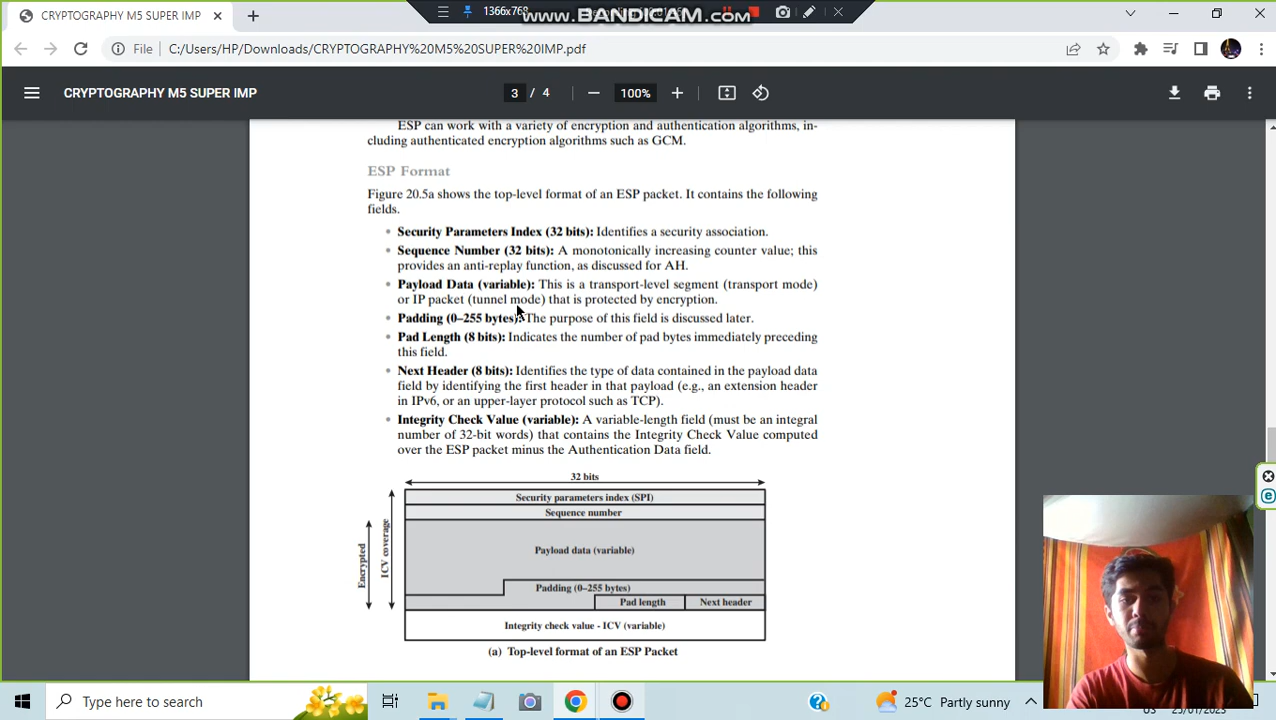 CRYPTOGRAPHY M5 SUPER IMP
1366x768
www.BANDICAM.com
File
C:/Users/HP/Downloads/CRYPTOGRAPHY%20M5%20SUPER%20IMP.pdf
CRYPTOGRAPHY M5 SUPER IMP
3 / 4
100%
ESP can work with a variety of encryption and authentication algorithms, in-
cluding authenticated encryption algorithms such as GCM.
ESP Format
Figure 20.5a shows the top-level format of an ESP packet. It contains the following
fields.
• Security Parameters Index (32 bits): Identifies a security association.
• Sequence Number (32 bits): A monotonically increasing counter value; this
provides an anti-replay function, as discussed for AH.
• Payload Data (variable): This is a transport-level segment (transport mode)
or IP packet (tunnel mode) that is protected by encryption.
• Padding (0–255 bytes): The purpose of this field is discussed later.
• Pad Length (8 bits): Indicates the number of pad bytes immediately preceding
this field.
• Next Header (8 bits): Identifies the type of data contained in the payload data
field by identifying the first header in that payload (e.g., an extension header
in IPv6, or an upper-layer protocol such as TCP).
• Integrity Check Value (variable): A variable-length field (must be an integral
number of 32-bit words) that contains the Integrity Check Value computed
over the ESP packet minus the Authentication Data field.
32 bits
Security parameters index (SPI)
Sequence number
Encrypted
ICV coverage
Payload data (variable)
Padding (0–255 bytes)
Pad length
Next header
Integrity check value - ICV (variable)
(a) Top-level format of an ESP Packet
Type here to search
25°C Partly sunny
25/01/2023